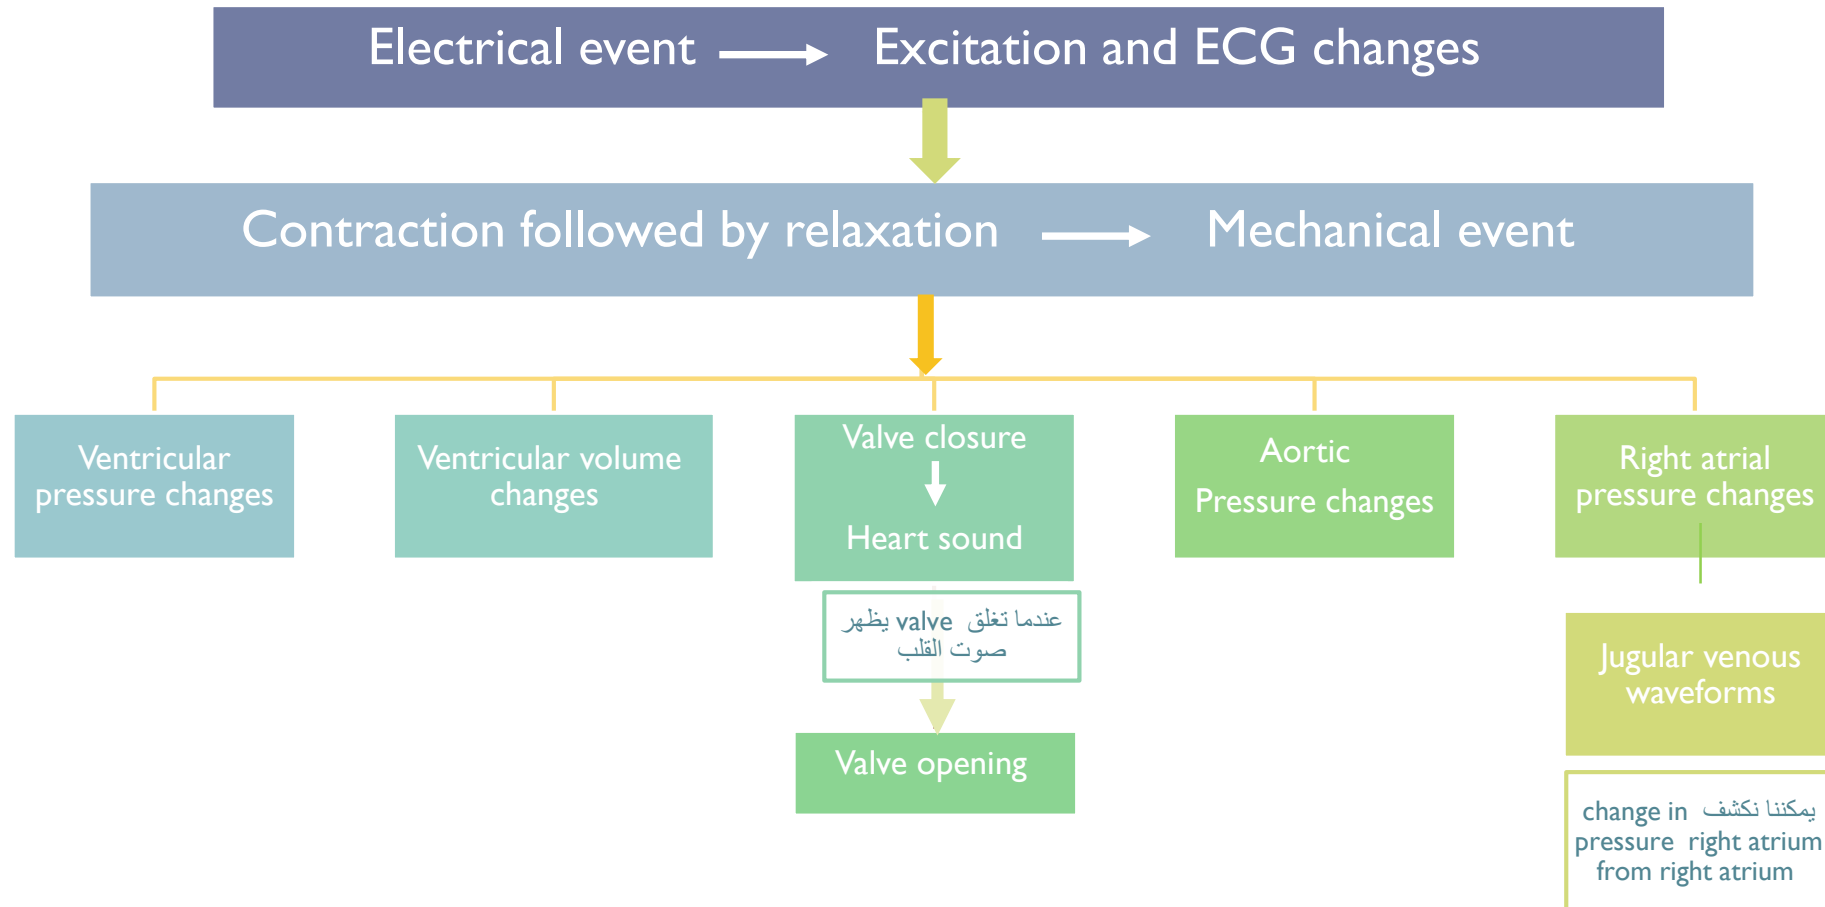 Electrical event Excitation and ECG changes
Contraction followed by relaxation Mechanical event
Ventricular
pressure changes
Ventricular volume
changes
Valve closure
Heart sound
عندما تغلق valve يظهر
صوت القلب
Valve opening
Aortic
Pressure changes
Right atrial
pressure changes
Jugular venous
waveforms
يمكننا نكشف change in
pressure right atrium
from right atrium